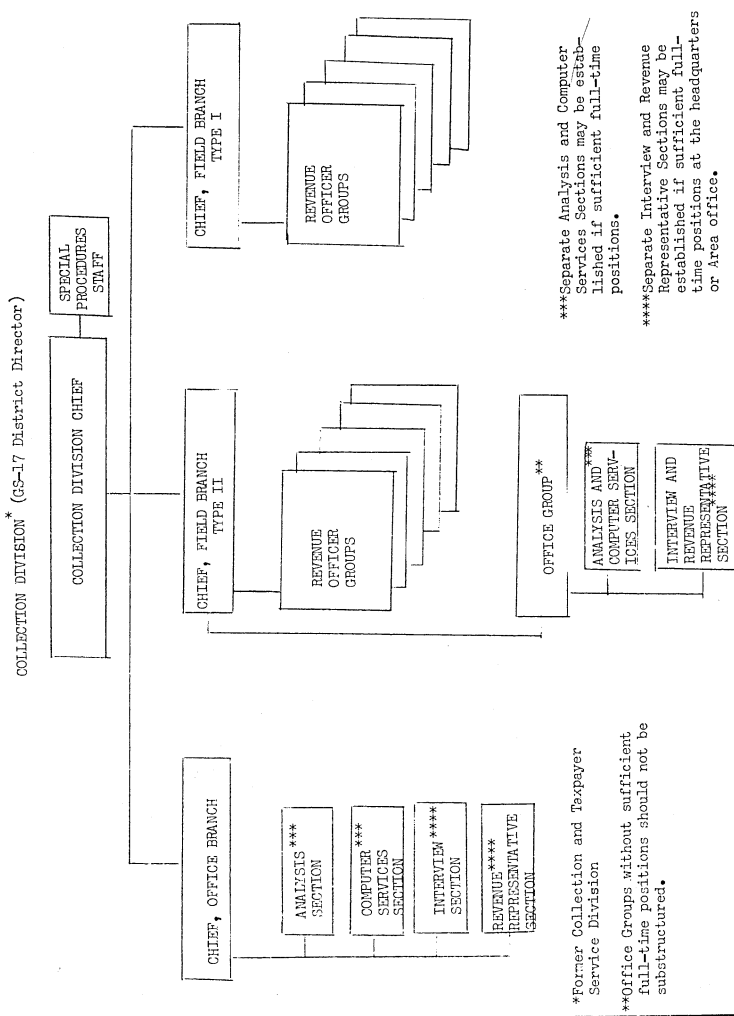 COLLECTION DIVISION* (GS-17 District Director)
COLLECTION DIVISION CHIEF
SPECIAL
PROCEDURES
STAFF
CHIEF, OFFICE BRANCH
ANALYSIS***
SECTION
COMPUTER***
SERVICES
SECTION
INTERVIEW****
SECTION
REVENUE****
REPRESENTATIVE
SECTION
CHIEF, FIELD BRANCH
TYPE II
REVENUE
OFFICER
GROUPS
OFFICE GROUP**
ANALYSIS AND***
COMPUTER SERV-
ICES SECTION
INTERVIEW AND
REVENUE
REPRESENTATIVE
SECTION****
CHIEF, FIELD BRANCH
TYPE I
REVENUE
OFFICER
GROUPS
*Former Collection and Taxpayer
Service Division
**Office Groups without sufficient
full-time positions should not be
substructured.
***Separate Analysis and Computer
Services Sections may be estab-
lished if sufficient full-time
positions.
****Separate Interview and Revenue
Representative Sections may be
established if sufficient full-
time positions at the headquarters
or Area office.